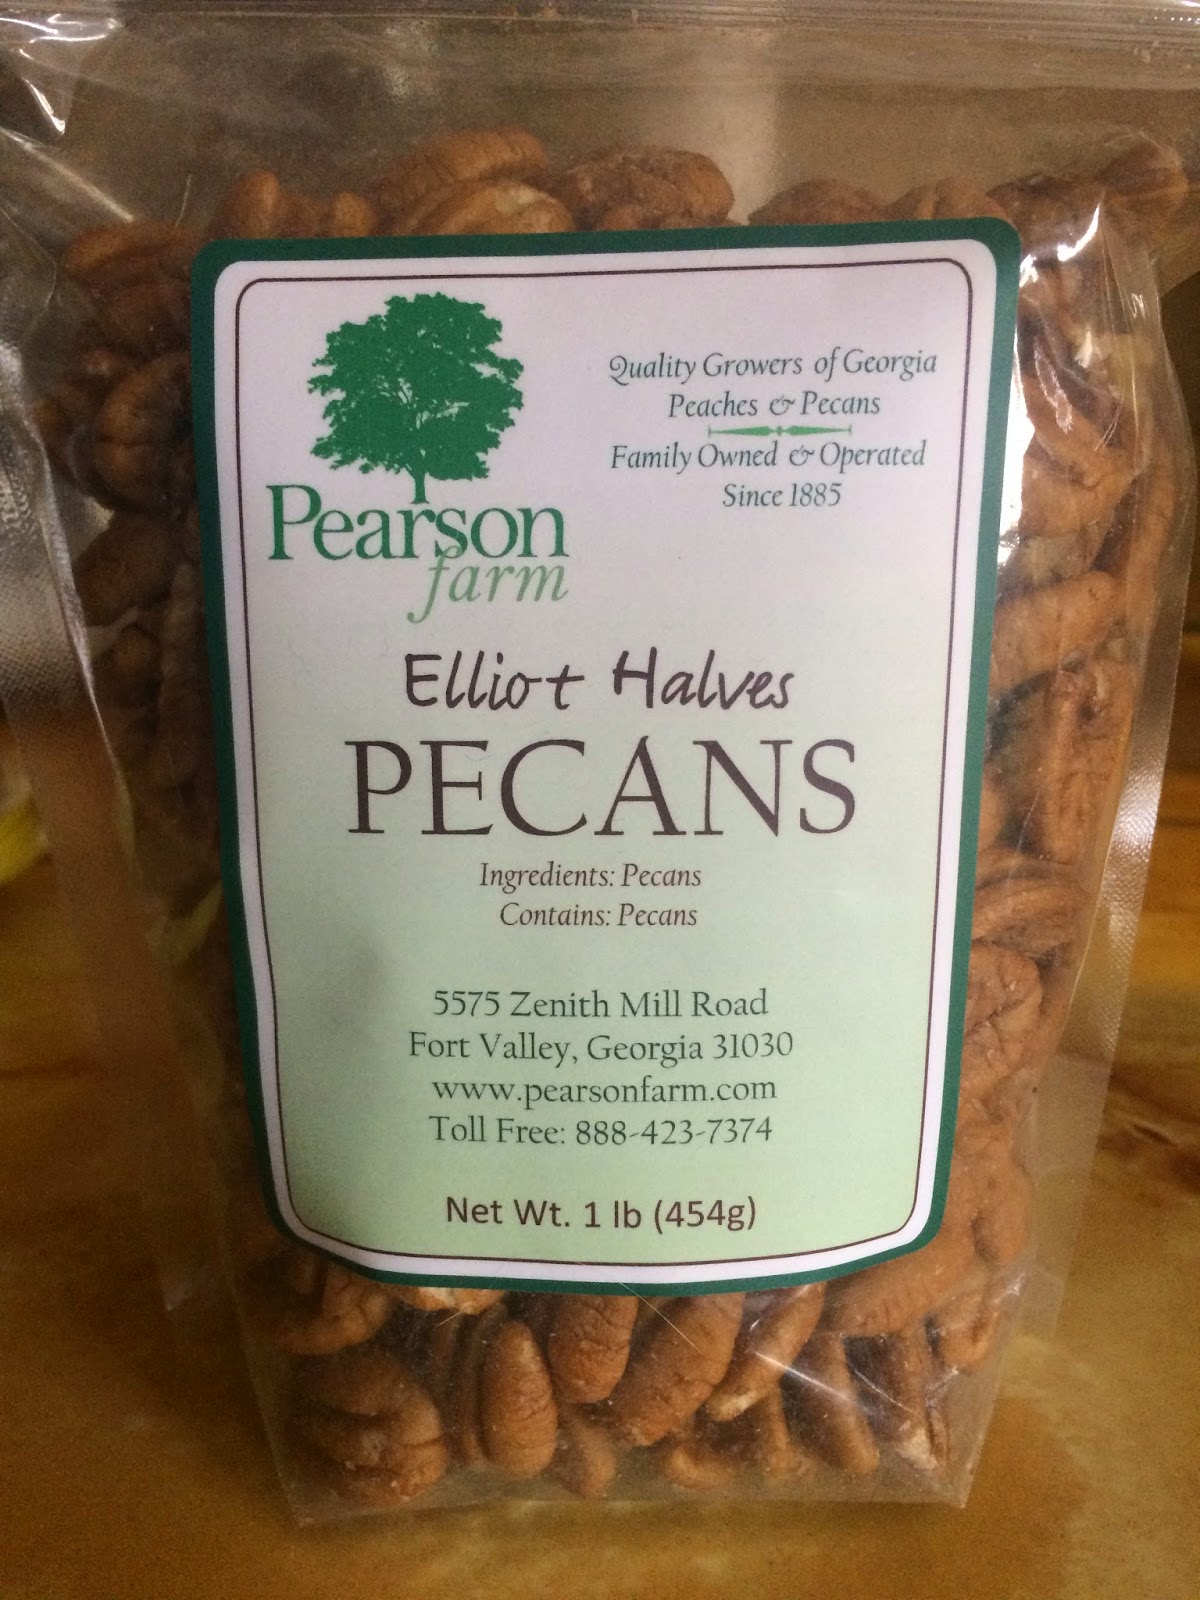 Pearson
farm
Quality Growers of Georgia
Peaches & Pecans
Family Owned & Operated
Since 1885
Elliot Halves
PECANS
Ingredients: Pecans
Contains: Pecans
5575 Zenith Mill Road
Fort Valley, Georgia 31030
www.pearsonfarm.com
Toll Free: 888-423-7374
Net Wt. 1 lb (454g)